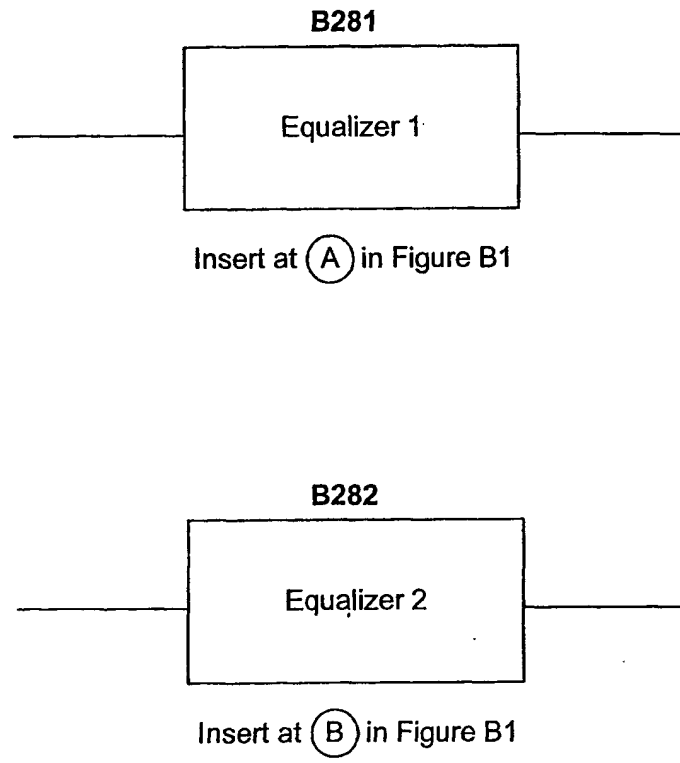 B281
Equalizer 1
Insert at A in Figure B1
B282
Equalizer 2
Insert at B in Figure B1